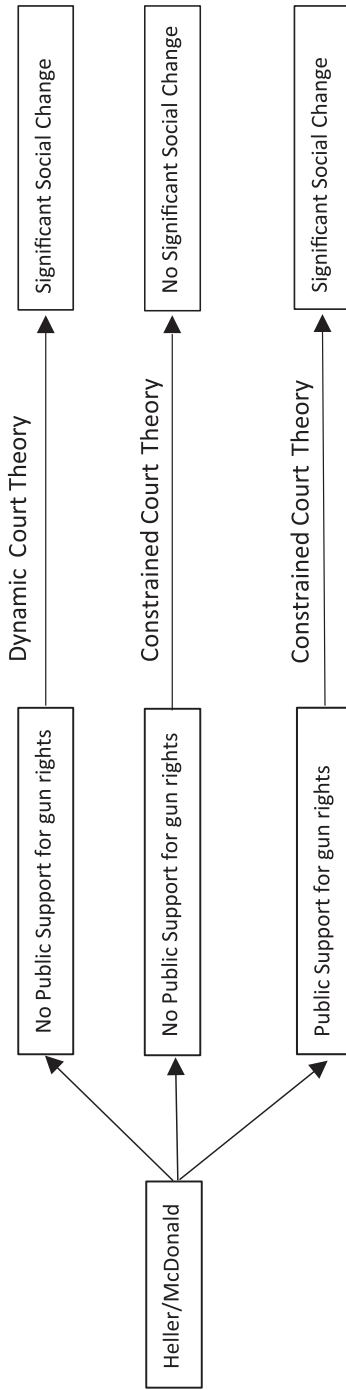 Heller/McDonald
No Public Support for gun rights
Dynamic Court Theory
Significant Social Change
No Public Support for gun rights
Constrained Court Theory
No Significant Social Change
Public Support for gun rights
Constrained Court Theory
Significant Social Change